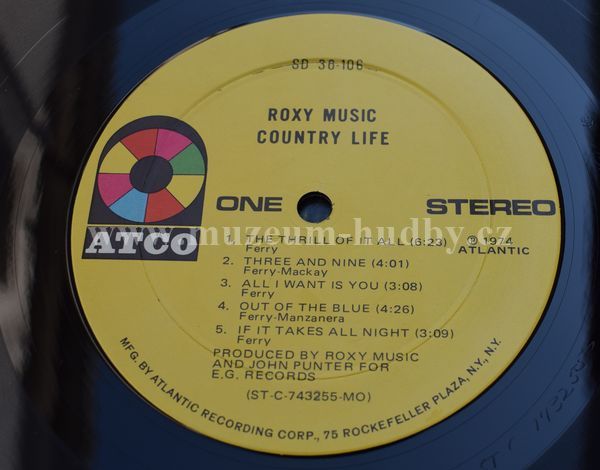 SD 36-106
ROXY MUSIC
COUNTRY LIFE
ATCO
ONE
STEREO
www.muzeum-hudby.cz
1. THE THRILL OF IT ALL (6:23)
Ferry
℗ 1974
ATLANTIC
2. THREE AND NINE (4:01)
Ferry-Mackay
3. ALL I WANT IS YOU (3:08)
Ferry
4. OUT OF THE BLUE (4:26)
Ferry-Manzanera
5. IF IT TAKES ALL NIGHT (3:09)
Ferry
PRODUCED BY ROXY MUSIC
AND JOHN PUNTER FOR
E.G. RECORDS
(ST-C-743255-MO)
MFG. BY ATLANTIC RECORDING CORP., 75 ROCKEFELLER PLAZA, N.Y., N.Y.